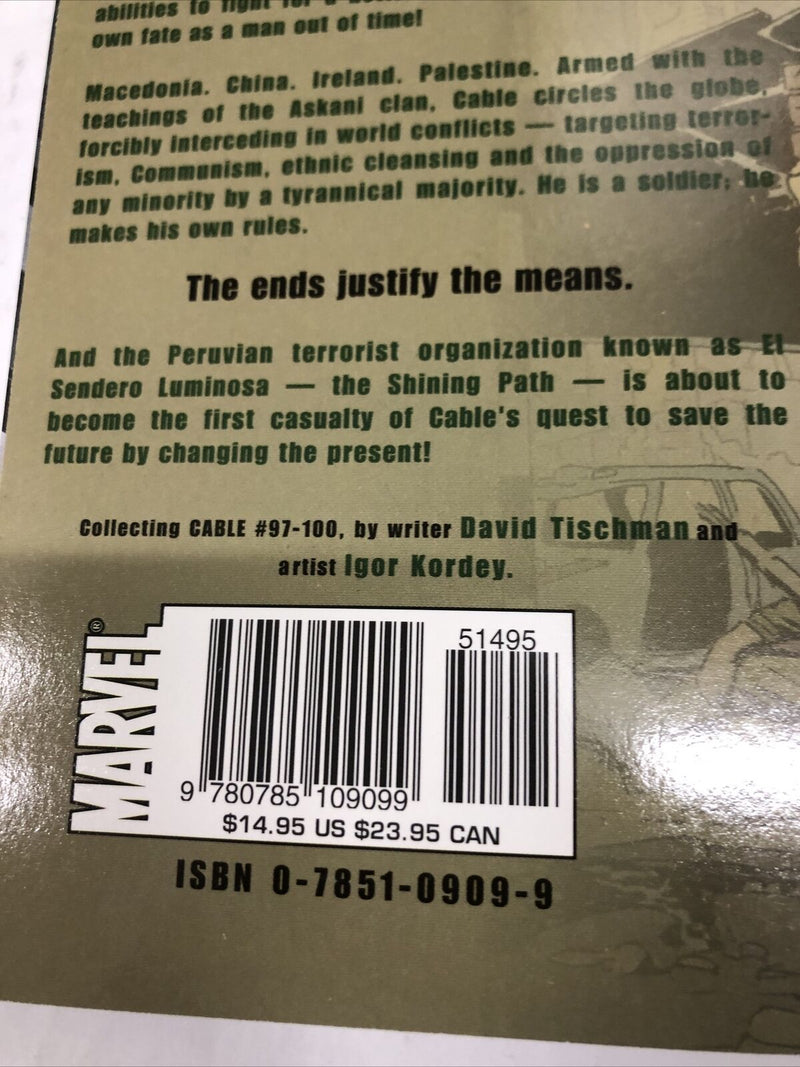 abilities to fight for a
own fate as a man out of time!
Macedonia. China. Ireland. Palestine. Armed with the
teachings of the Askani clan, Cable circles the globe,
forcibly interceding in world conflicts — targeting terror-
ism, Communism, ethnic cleansing and the oppression of
any minority by a tyrannical majority. He is a soldier; he
makes his own rules.
The ends justify the means.
And the Peruvian terrorist organization known as El
Sendero Luminosa — the Shining Path — is about to
become the first casualty of Cable's quest to save the
future by changing the present!
Collecting CABLE #97-100, by writer David Tischman and
artist Igor Kordey.
MARVEL®
51495
9 780785 109099
$14.95 US $23.95 CAN
ISBN 0-7851-0909-9